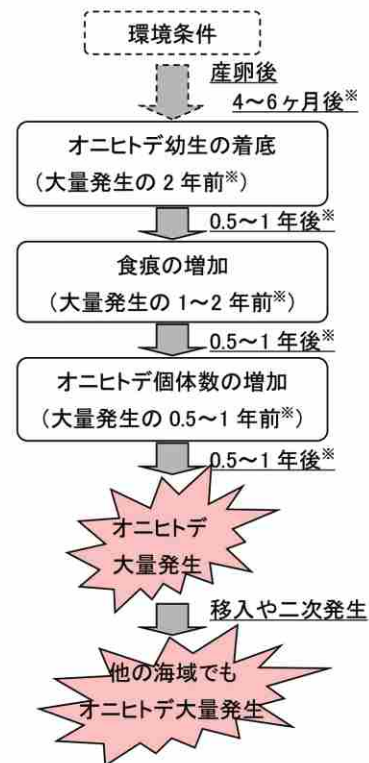 環境条件
産卵後
4～6ヶ月後※
オニヒトデ幼生の着底
（大量発生の2年前※）
0.5～1年後※
食痕の増加
（大量発生の1～2年前※）
0.5～1年後※
オニヒトデ個体数の増加
（大量発生の0.5～1年前※）
0.5～1年後※
オニヒトデ
大量発生
移入や二次発生
他の海域でも
オニヒトデ大量発生